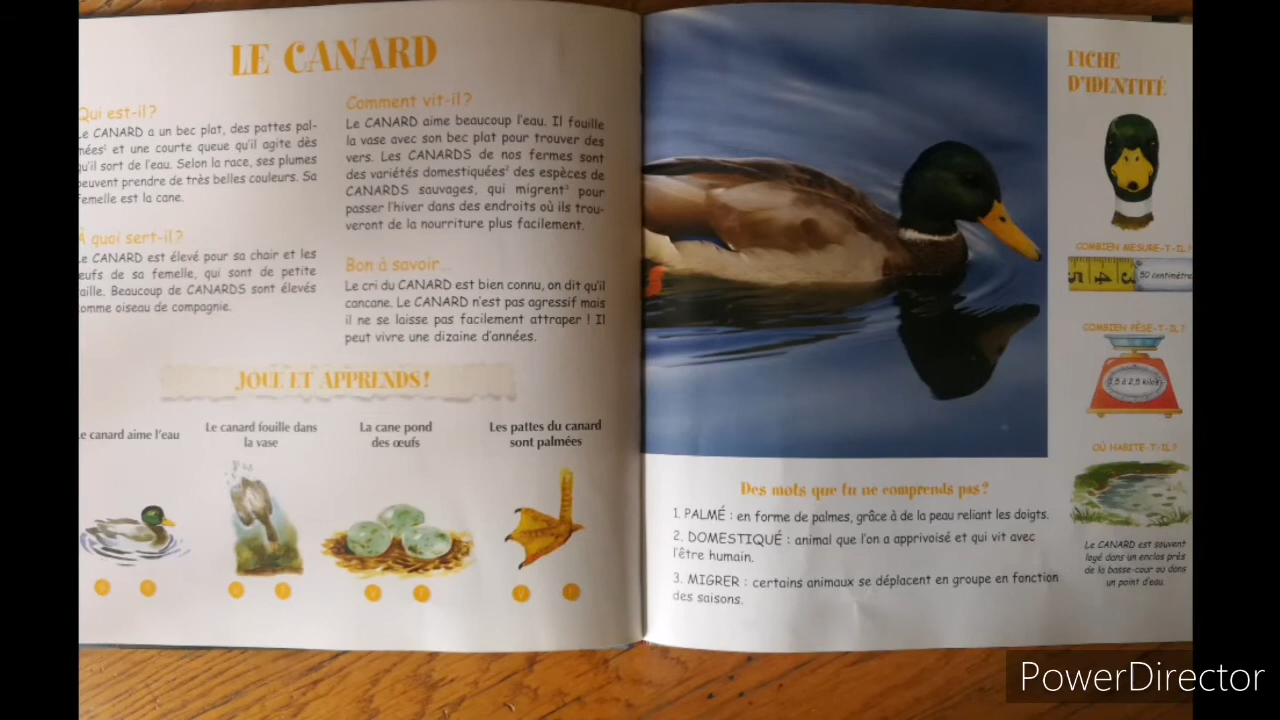 LE CANARD
Qui est-il ?
Le CANARD a un bec plat, des pattes pal-
mées¹ et une courte queue qu'il agite dès
qu'il sort de l'eau. Selon la race, ses plumes
peuvent prendre de très belles couleurs. Sa
femelle est la cane.
À quoi sert-il ?
Le CANARD est élevé pour sa chair et les
œufs de sa femelle, qui sont de petite
taille. Beaucoup de CANARDS sont élevés
comme oiseau de compagnie.
Comment vit-il ?
Le CANARD aime beaucoup l'eau. Il fouille
la vase avec son bec plat pour trouver des
vers. Les CANARDS de nos fermes sont
des variétés domestiquées² des espèces de
CANARDS sauvages, qui migrent³ pour
passer l'hiver dans des endroits où ils trou-
veront de la nourriture plus facilement.
Bon à savoir...
Le cri du CANARD est bien connu, on dit qu'il
cancane. Le CANARD n'est pas agressif mais
il ne se laisse pas facilement attraper ! Il
peut vivre une dizaine d'années.
JOUE ET APPRENDS !
Le canard aime l'eau
Le canard fouille dans
la vase
La cane pond
des œufs
Les pattes du canard
sont palmées
V F
V F
V F
V F
Des mots que tu ne comprends pas ?
1. PALMÉ : en forme de palmes, grâce à de la peau reliant les doigts.
2. DOMESTIQUÉ : animal que l'on a apprivoisé et qui vit avec
l'être humain.
3. MIGRER : certains animaux se déplacent en groupe en fonction
des saisons.
FICHE
D'IDENTITÉ
COMBIEN MESURE-T-IL ?
5 4 3
50 centimètres
COMBIEN PÈSE-T-IL ?
1,5 à 2,5 kilos
OÙ HABITE-T-IL ?
Le CANARD est souvent
logé dans un enclos près
de la basse-cour ou dans
un point d'eau.
PowerDirector